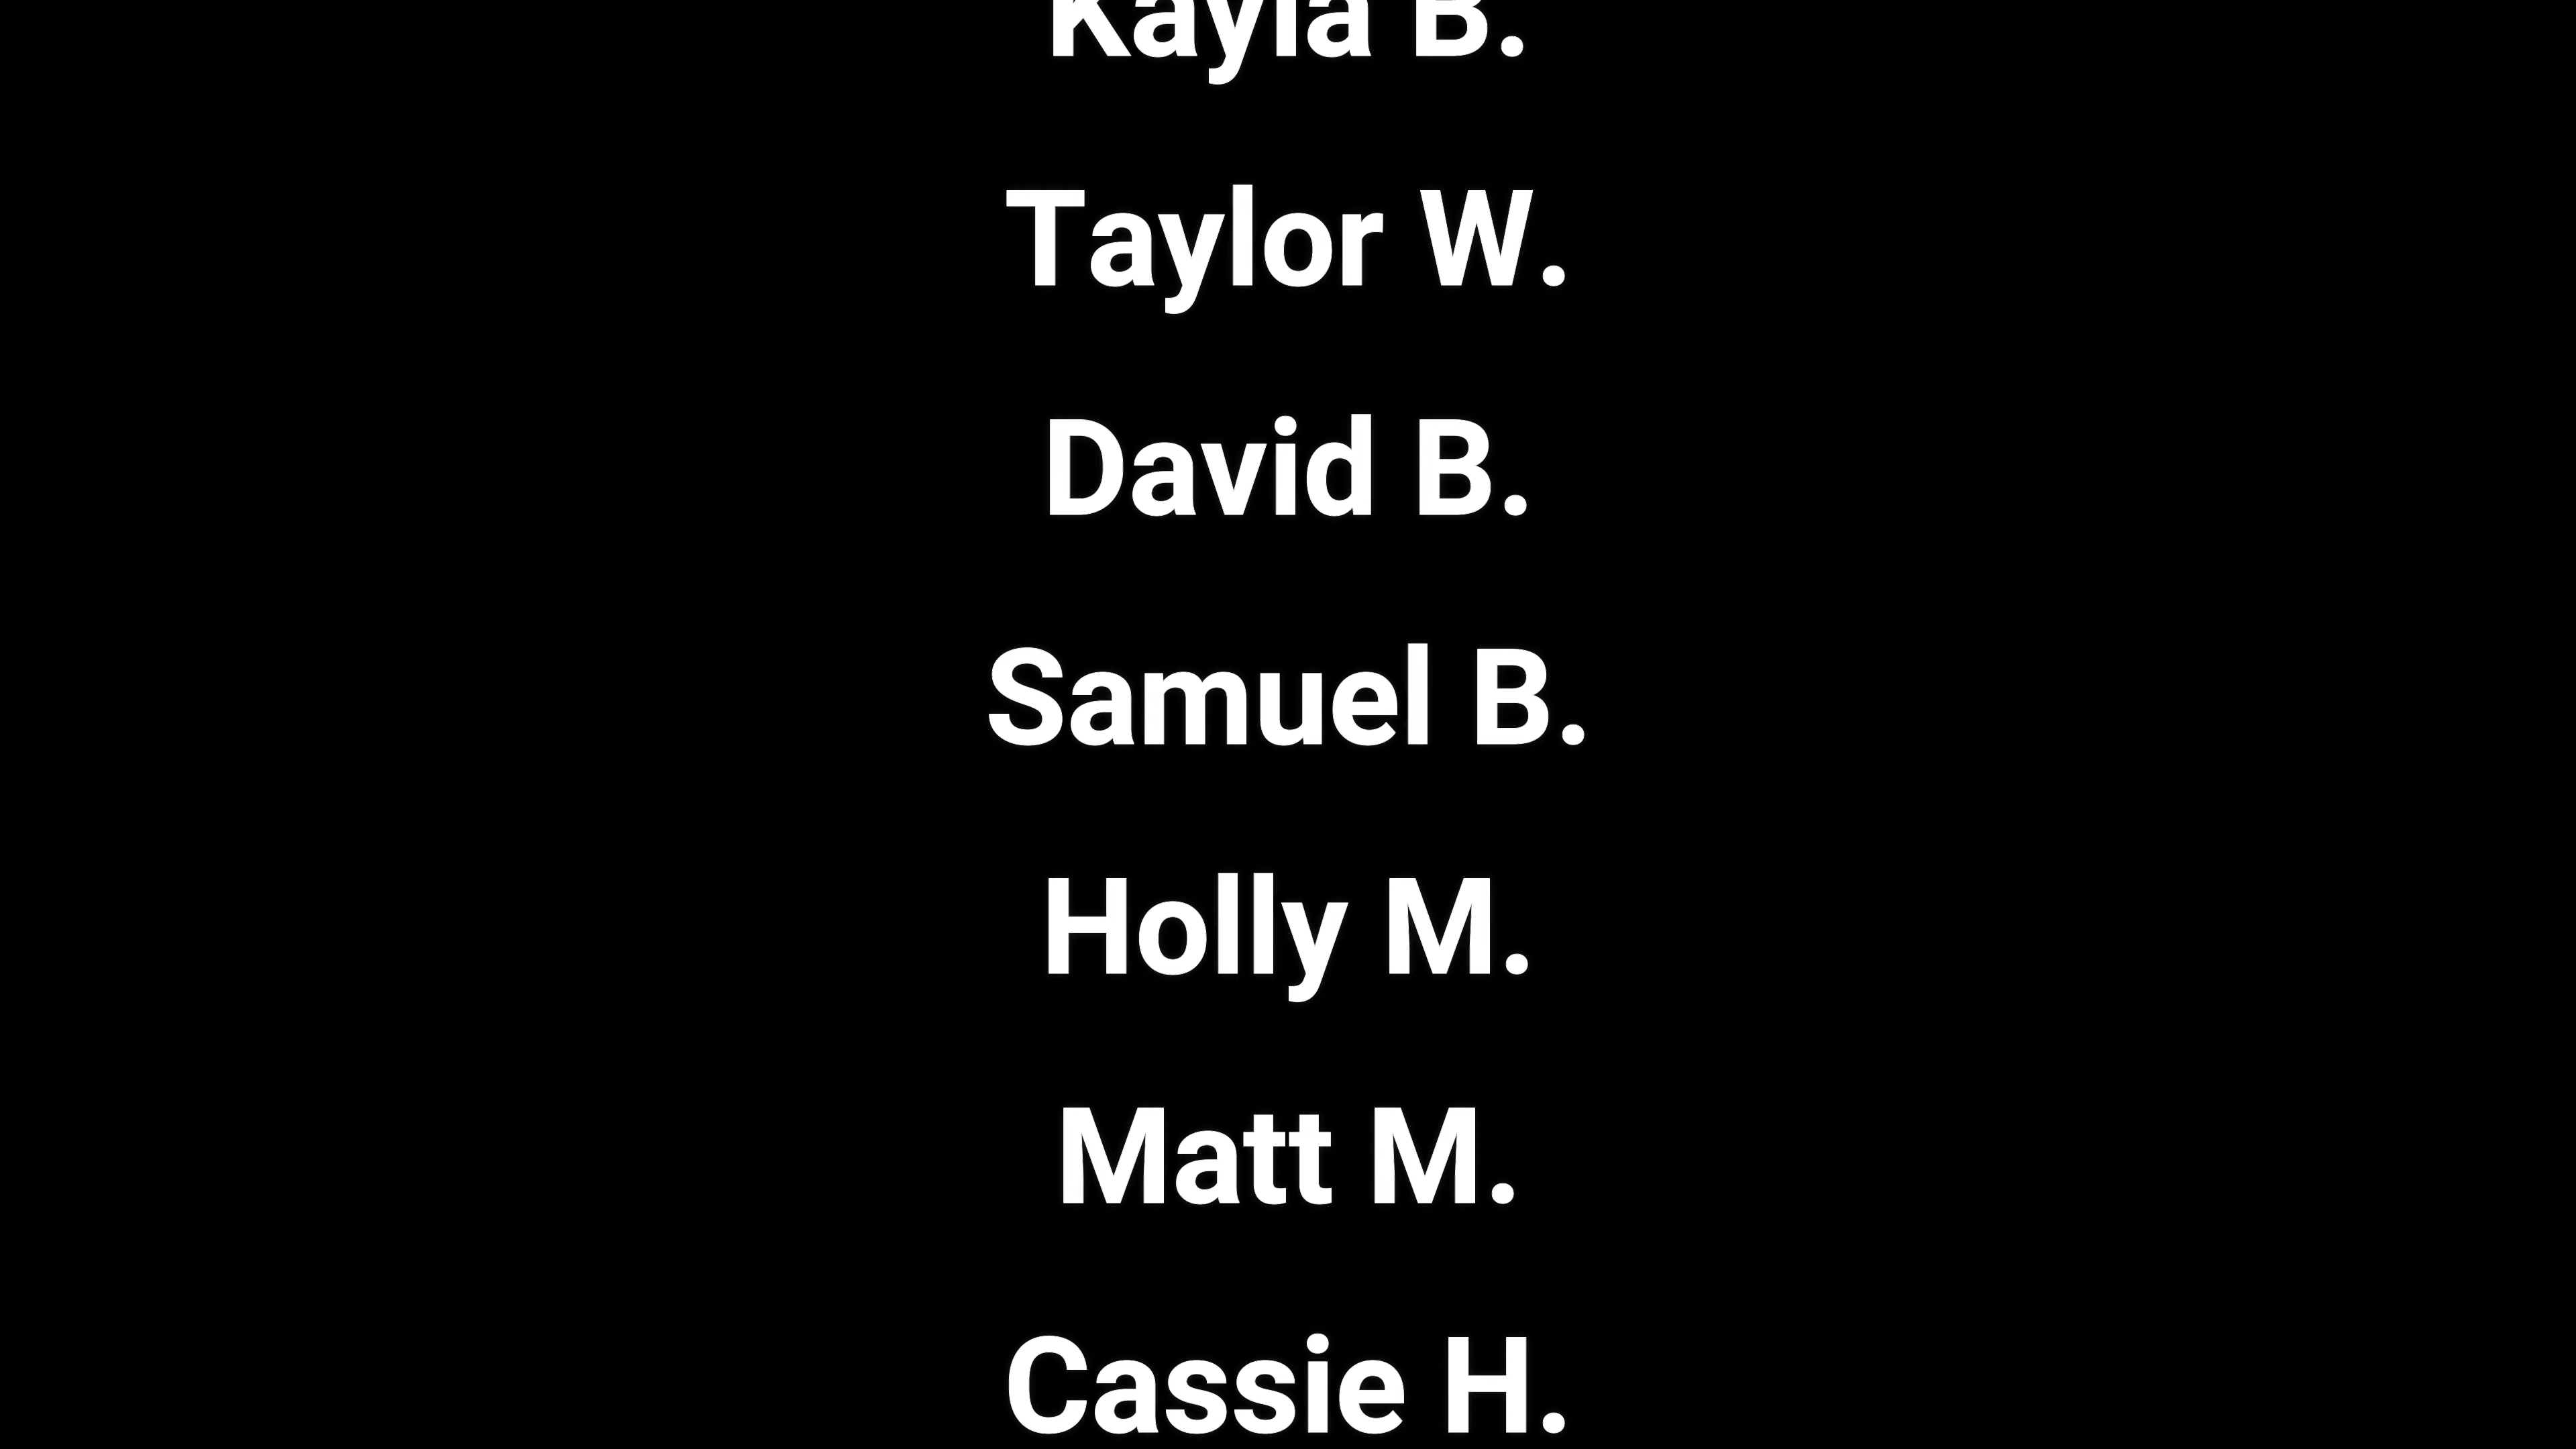 Kayla B.
Taylor W.
David B.
Samuel B.
Holly M.
Matt M.
Cassie H.